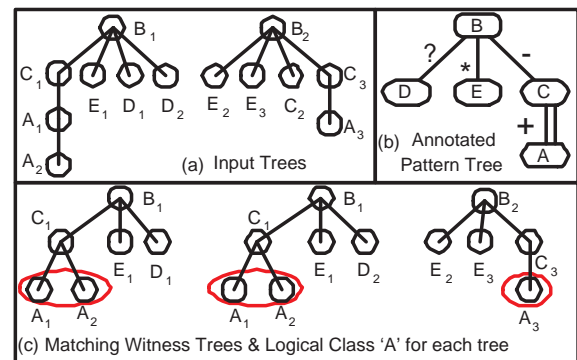 B1
C1
E1 D1 D2
A1
A2
B2
E2 E3 C2 C3
A3
(a) Input Trees
B
? * -
D E C
+
A
(b) Annotated
Pattern Tree
B1
C1
E1 D1
A1 A2
B1
C1
E1 D2
A1 A2
B2
E2 E3 C3
A3
(c) Matching Witness Trees & Logical Class 'A' for each tree